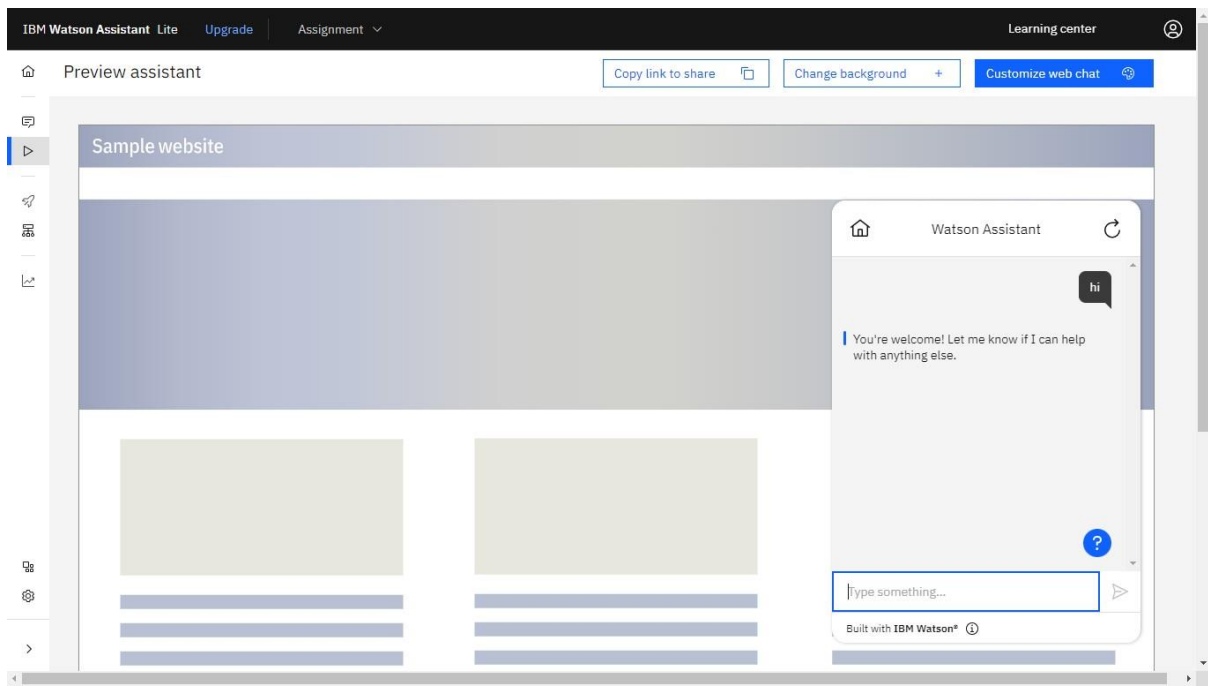 IBM Watson Assistant Lite Upgrade Assignment Learning center
Preview assistant Copy link to share Change background + Customize web chat
Sample website
Watson Assistant
hi
You're welcome! Let me know if I can help
with anything else.
?
Type something...
Built with IBM Watson®